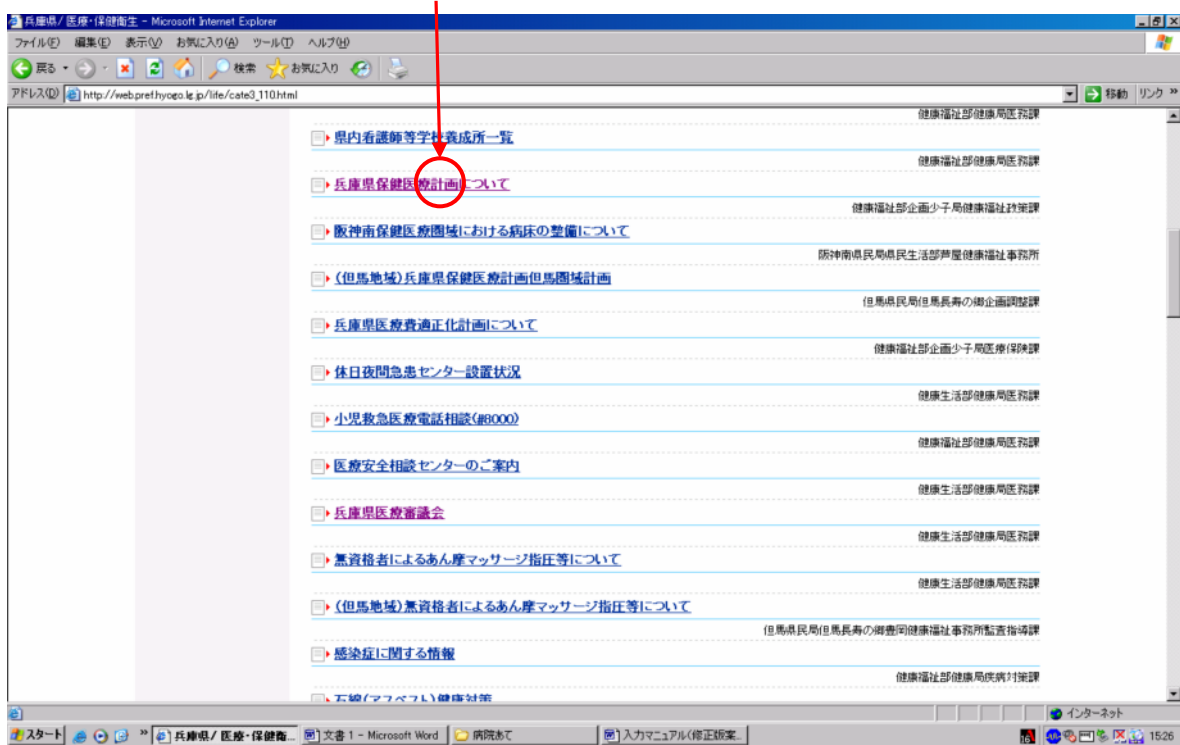 兵庫県/ 医療・保健衛生 - Microsoft Internet Explorer
ファイル(F) 編集(E) 表示(V) お気に入り(A) ツール(T) ヘルプ(H)
戻る 検索 お気に入り
アドレス(D) http://web.pref.hyogo.lg.jp/life/cate3_110.html 移動 リンク »
健康福祉部健康局医務課
県内看護師等学校養成所一覧
健康福祉部健康局医務課
兵庫県保健医療計画について
健康福祉部企画少子局健康福祉政策課
阪神南保健医療圏域における病床の整備について
阪神南県民局県民生活部芦屋健康福祉事務所
(但馬地域)兵庫県保健医療計画但馬圏域計画
但馬県民局但馬長寿の郷企画調整課
兵庫県医療費適正化計画について
健康福祉部企画少子局医療保険課
休日夜間急患センター設置状況
健康生活部健康局医務課
小児救急医療電話相談(#8000)
健康福祉部健康局医務課
医療安全相談センターのご案内
健康生活部健康局医務課
兵庫県医療審議会
健康生活部健康局医務課
無資格者によるあん摩マッサージ指圧等について
健康生活部健康局医務課
(但馬地域)無資格者によるあん摩マッサージ指圧等について
但馬県民局但馬長寿の郷豊岡健康福祉事務所監査指導課
感染症に関する情報
健康福祉部健康局疾病対策課
石綿(アスベスト)健康対策
インターネット
スタート » 兵庫県/ 医療・保健衛... 文書 1 - Microsoft Word 病院あて 入力マニュアル(修正版案... 15:26